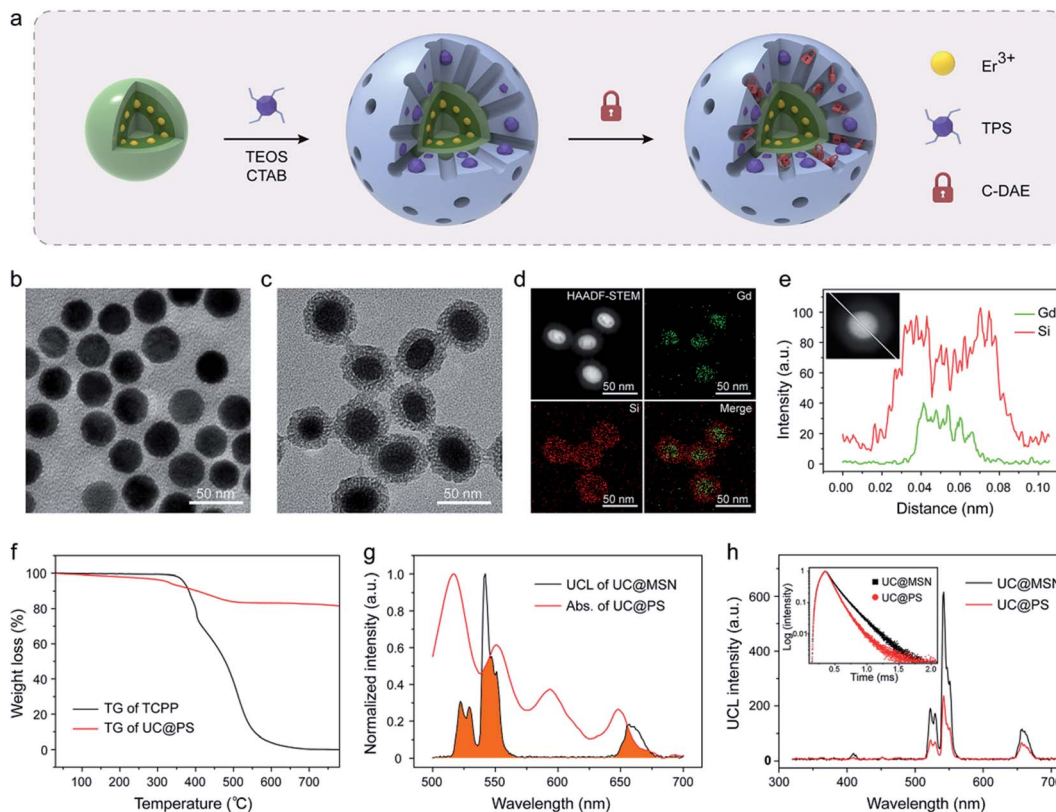 a
TEOS
CTAB
Er3+
TPS
C-DAE
b
50 nm
c
50 nm
d
HAADF-STEM
50 nm
Gd
50 nm
Si
50 nm
Merge
50 nm
e
Gd
Si
Intensity (a.u.)
100
80
60
40
20
0
0.00 0.02 0.04 0.06 0.08 0.10
Distance (nm)
f
Weight loss (%)
100
80
60
40
20
0
TG of TCPP
TG of UC@PS
100 200 300 400 500 600 700
Temperature (℃)
g
Normalized intensity (a.u.)
1.0
0.8
0.6
0.4
0.2
0.0
UCL of UC@MSN
Abs. of UC@PS
500 550 600 650 700
Wavelength (nm)
h
UCL intensity (a.u.)
600
400
200
0
UC@MSN
UC@PS
Log (intensity)
1
0.1
0.01
UC@MSN
UC@PS
0.5 1.0 1.5 2.0
Time (ms)
300 400 500 600 700
Wavelength (nm)